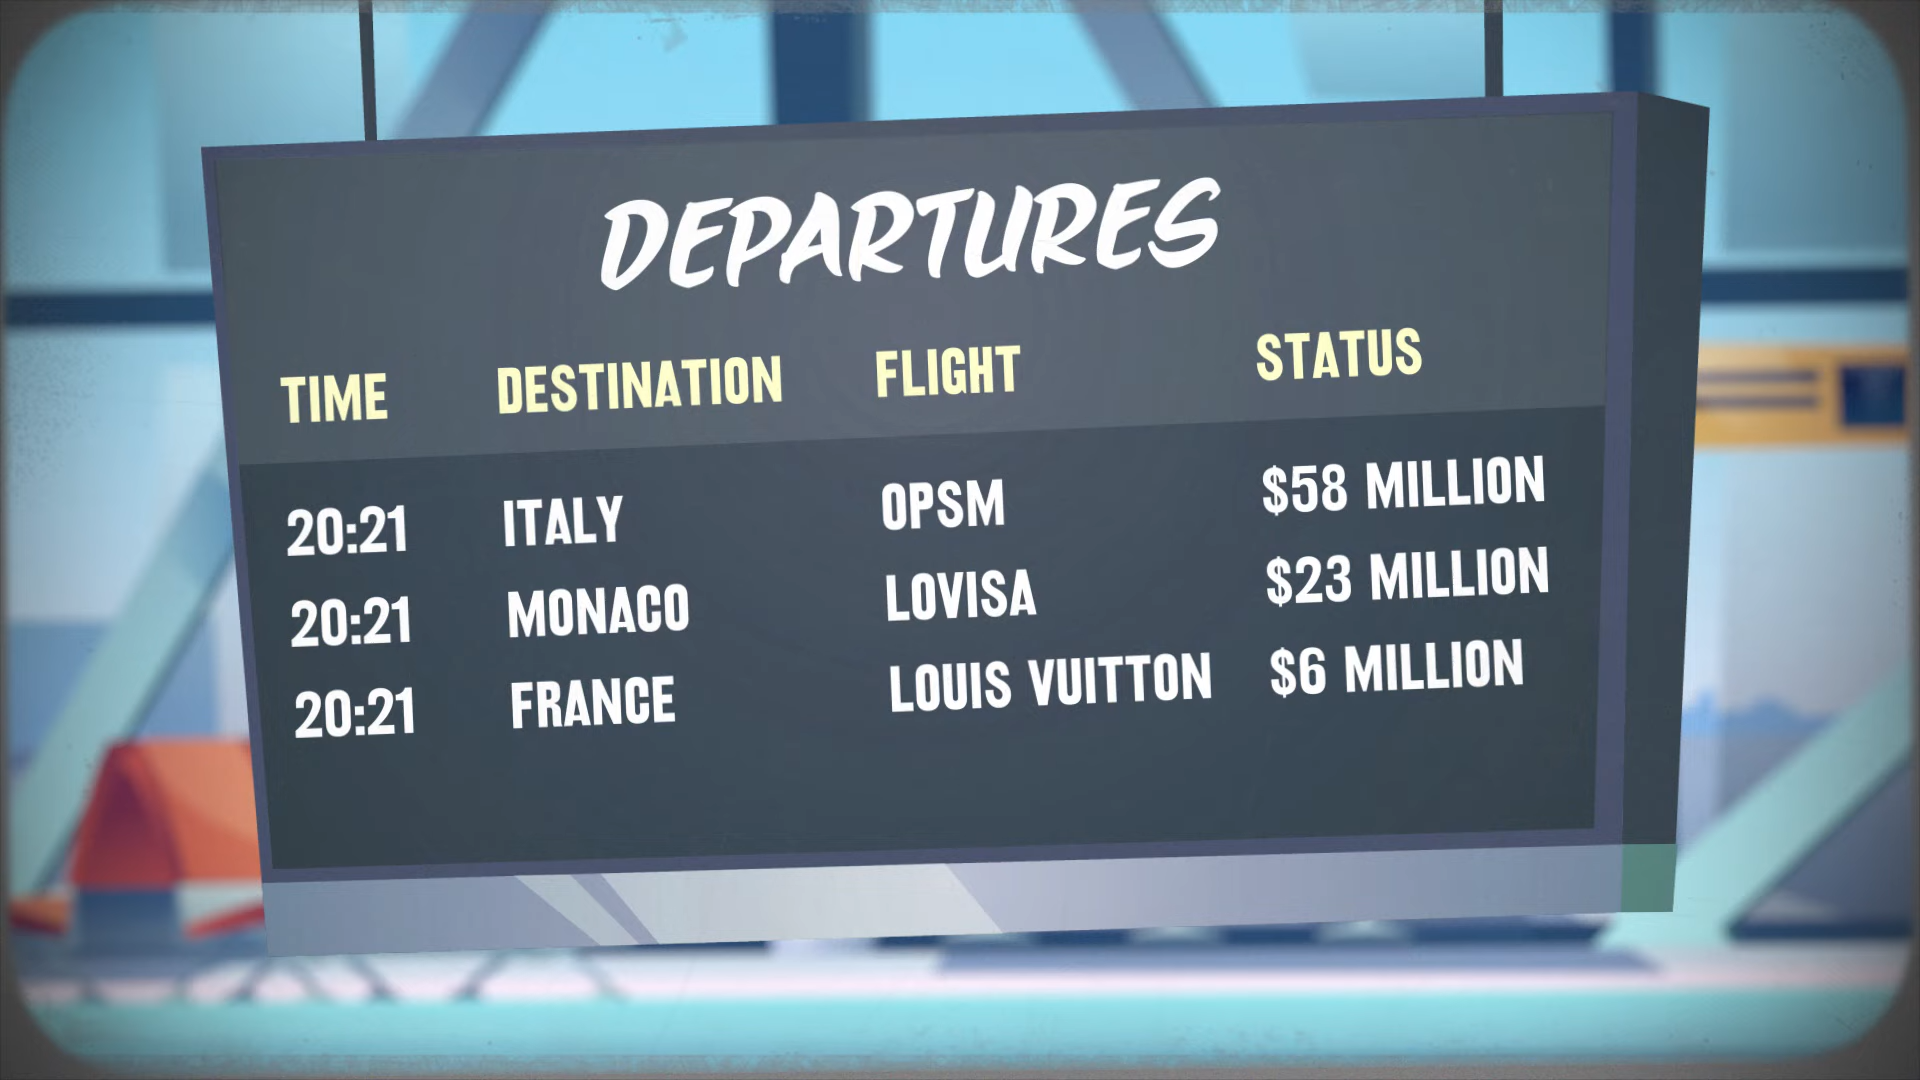 DEPARTURES
TIME DESTINATION FLIGHT STATUS
20:21 ITALY OPSM $58 MILLION
20:21 MONACO LOVISA $23 MILLION
20:21 FRANCE LOUIS VUITTON $6 MILLION